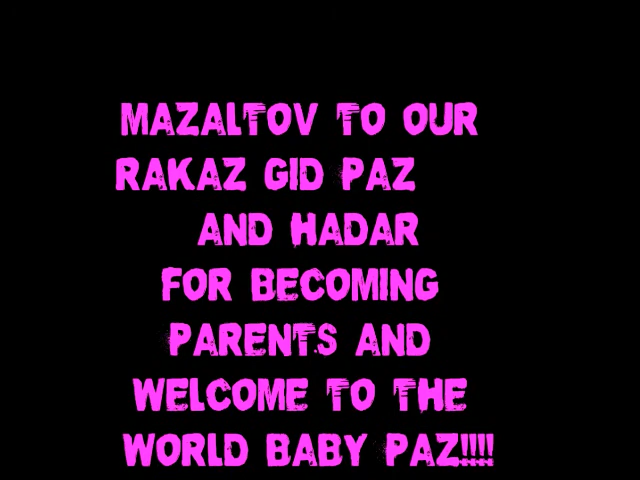 MAZALTOV TO OUR
RAKAZ GID PAZ
AND HADAR
FOR BECOMING
PARENTS AND
WELCOME TO THE
WORLD BABY PAZ!!!!